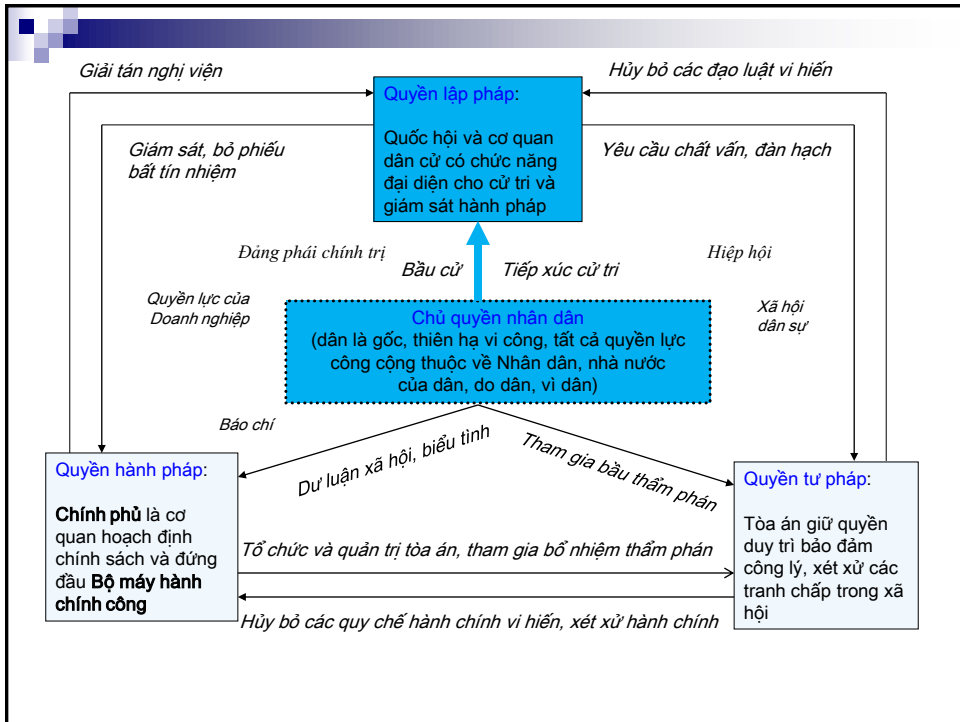 Giải tán nghị viện
Hủy bỏ các đạo luật vi hiến
Quyền lập pháp:
Quốc hội và cơ quan
dân cử có chức năng
đại diện cho cử tri và
giám sát hành pháp
Giám sát, bỏ phiếu
bất tín nhiệm
Yêu cầu chất vấn, đàn hạch
Đảng phái chính trị
Bầu cử
Tiếp xúc cử tri
Hiệp hội
Quyền lực của
Doanh nghiệp
Xã hội
dân sự
Chủ quyền nhân dân
(dân là gốc, thiên hạ vi công, tất cả quyền lực
công cộng thuộc về Nhân dân, nhà nước
của dân, do dân, vì dân)
Báo chí
Dư luận xã hội, biểu tình
Tham gia bầu thẩm phán
Quyền hành pháp:
Chính phủ là cơ
quan hoạch định
chính sách và đứng
đầu Bộ máy hành
chính công
Quyền tư pháp:
Tòa án giữ quyền
duy trì bảo đảm
công lý, xét xử các
tranh chấp trong xã
hội
Tổ chức và quản trị tòa án, tham gia bổ nhiệm thẩm phán
Hủy bỏ các quy chế hành chính vi hiến, xét xử hành chính